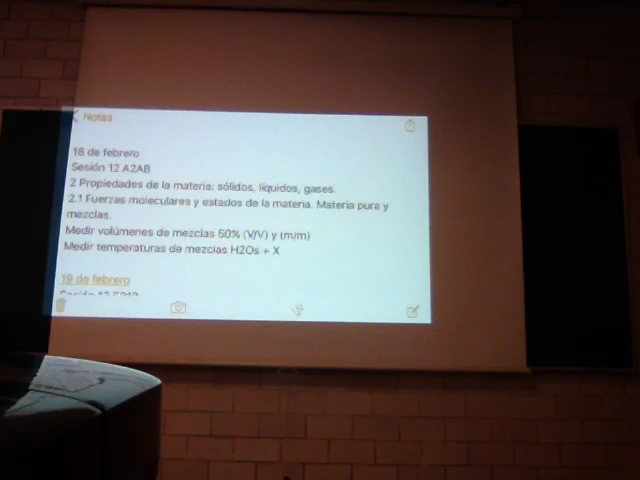 Notas
18 de febrero
Sesión 12 A2AB
2 Propiedades de la materia: sólidos, líquidos, gases.
2.1 Fuerzas moleculares y estados de la materia. Materia pura y
mezclas.
Medir volúmenes de mezclas 50% (V/V) y (m/m)
Medir temperaturas de mezclas H2Os + X
19 de febrero